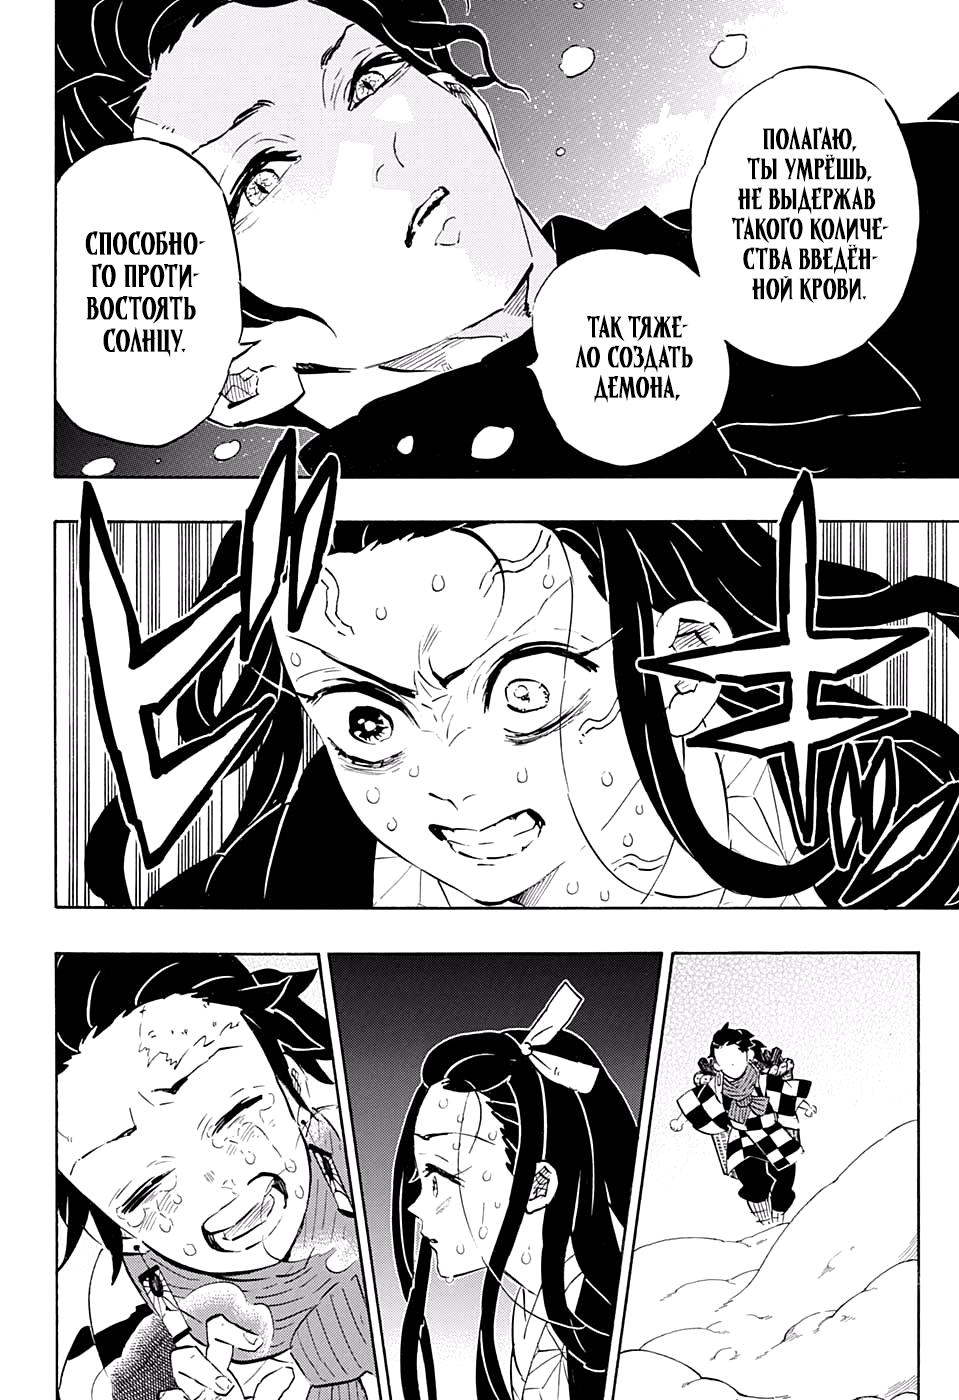 ПОЛАГАЮ,
ТЫ УМРЁШЬ,
НЕ ВЫДЕРЖАВ
ТАКОГО КОЛИЧЕ-
СТВА ВВЕДЁН-
НОЙ КРОВИ.
ТАК ТЯЖЕ-
ЛО СОЗДАТЬ
ДЕМОНА,
СПОСОБНО-
ГО ПРОТИ-
ВОСТОЯТЬ
СОЛНЦУ.